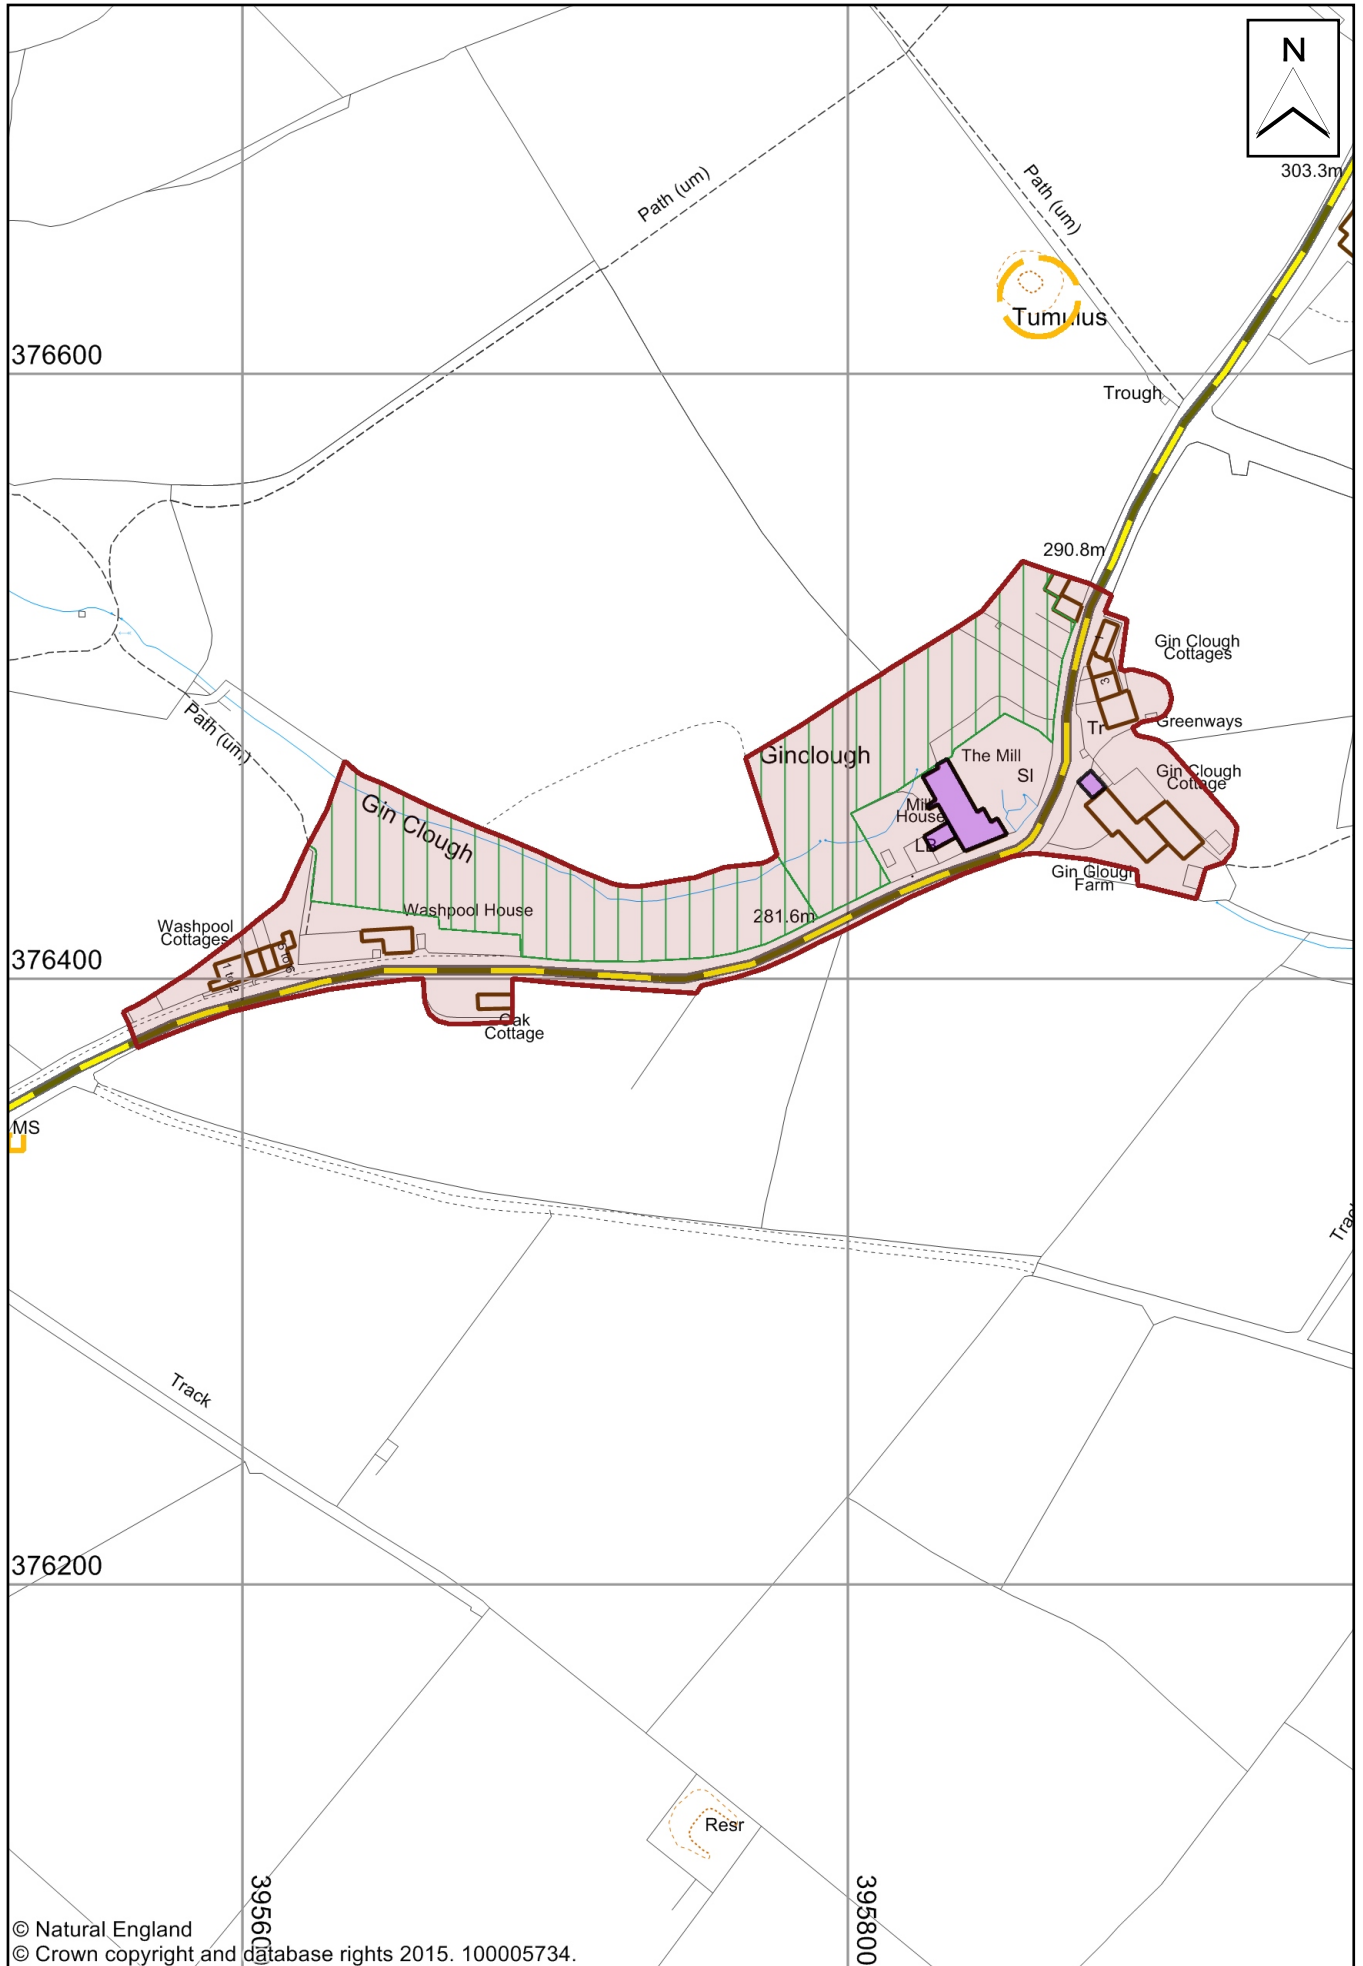 N
303.3m
Path (um)
Path (um)
Tumulus
376600
Trough
290.8m
1
Gin Clough
Cottages
3
Path (um)
Greenways
Tr
Ginclough
The Mill
SI
Gin Clough
Cottage
Gin Clough
Mill
House
LB
Gin Clough
Farm
Washpool House
281.6m
Washpool
Cottages
376400
Oak
Cottage
MS
Track
Track
376200
Resr
395600
395800
© Natural England
© Crown copyright and database rights 2015. 100005734.